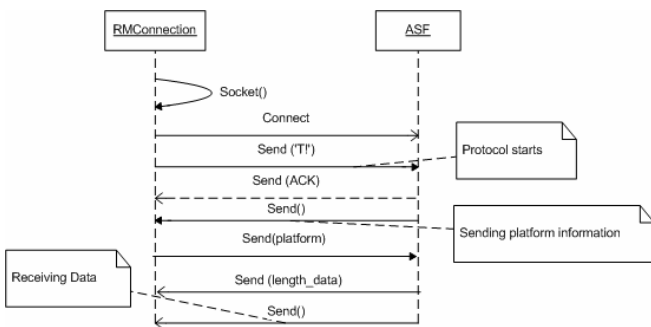 RMConnection
ASF
Socket()
Connect
Send ('T!')
Protocol starts
Send (ACK)
Send()
Sending platform information
Send(platform)
Receiving Data
Send (length_data)
Send()